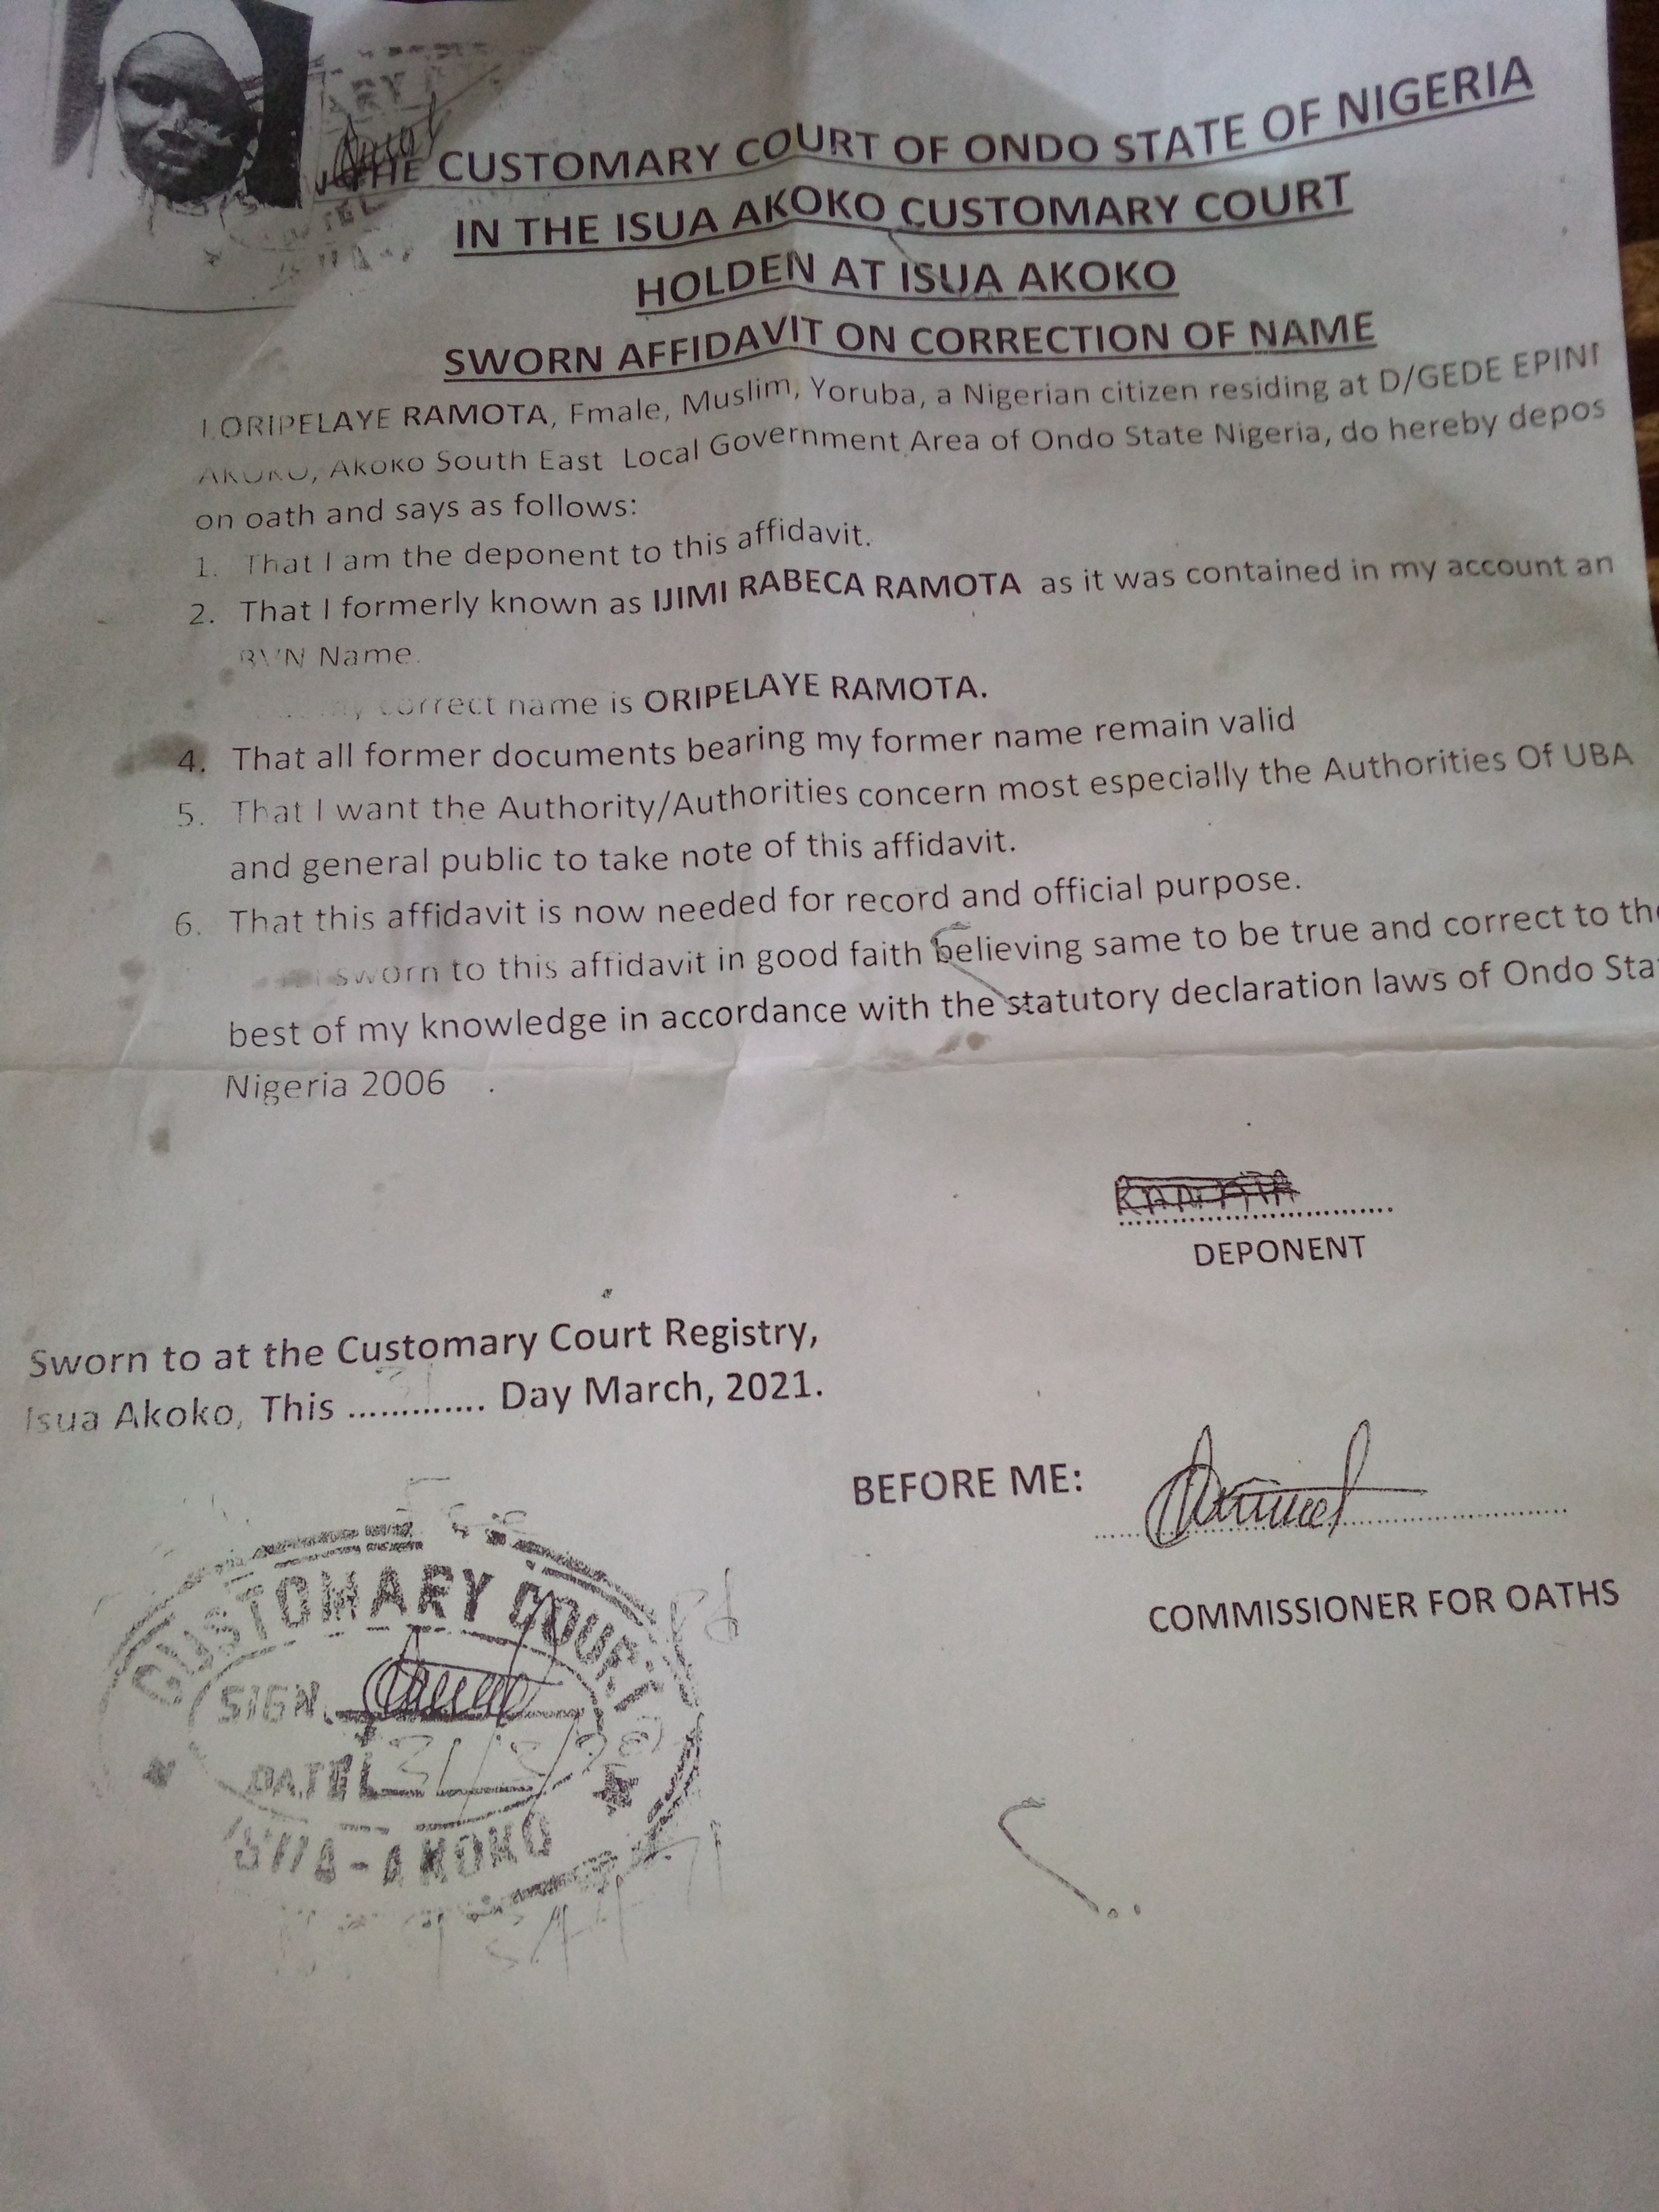 THE CUSTOMARY COURT OF ONDO STATE OF NIGERIA
IN THE ISUA AKOKO CUSTOMARY COURT
HOLDEN AT ISUA AKOKO
SWORN AFFIDAVIT ON CORRECTION OF NAME
I ORIPELAYE RAMOTA, Fmale, Muslim, Yoruba, a Nigerian citizen residing at D/GEDE EPINI
AKOKO, Akoko South East Local Government Area of Ondo State Nigeria, do hereby depos
on oath and says as follows:
1. That I am the deponent to this affidavit.
2. That I formerly known as IJIMI RABECA RAMOTA as it was contained in my account an
BVN Name.
correct name is ORIPELAYE RAMOTA.
4. That all former documents bearing my former name remain valid
5. That I want the Authority/Authorities concern most especially the Authorities Of UBA
and general public to take note of this affidavit.
6. That this affidavit is now needed for record and official purpose.
sworn to this affidavit in good faith believing same to be true and correct to the
best of my knowledge in accordance with the statutory declaration laws of Ondo Sta
Nigeria 2006
DEPONENT
Sworn to at the Customary Court Registry,
Isua Akoko, This ............. Day March, 2021.
BEFORE ME:
COMMISSIONER FOR OATHS
CUSTOMARY COURT
SIGN
DATE
ISUA-AKOKO